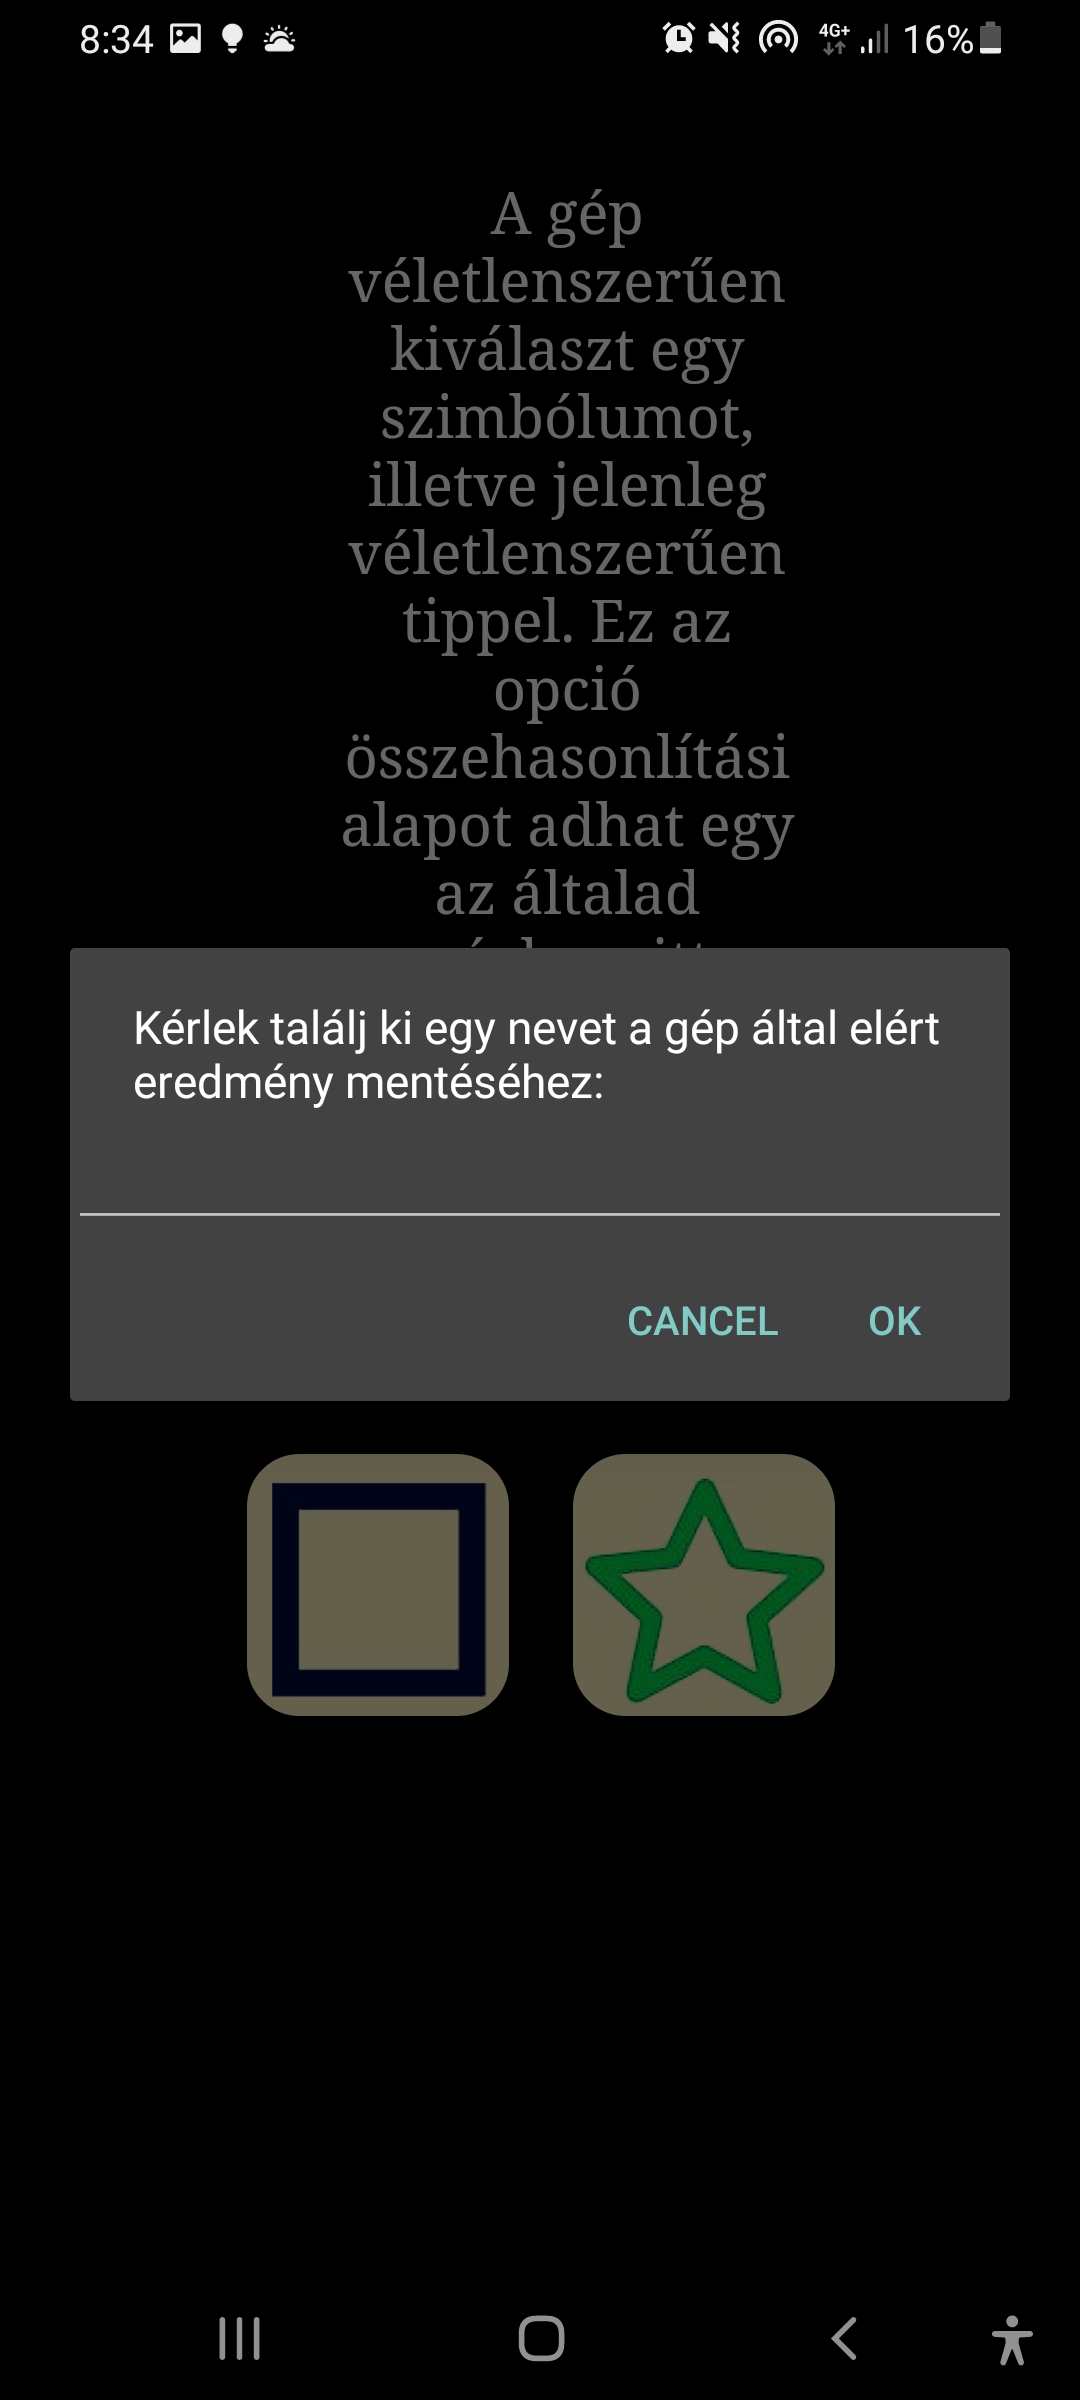 8:34
4G+
16%
A gép
véletlenszerűen
kiválaszt egy
szimbólumot,
illetve jelenleg
véletlenszerűen
tippel. Ez az
opció
összehasonlítási
alapot adhat egy
az általad
Kérlek találj ki egy nevet a gép által elért
eredmény mentéséhez:
CANCEL
OK